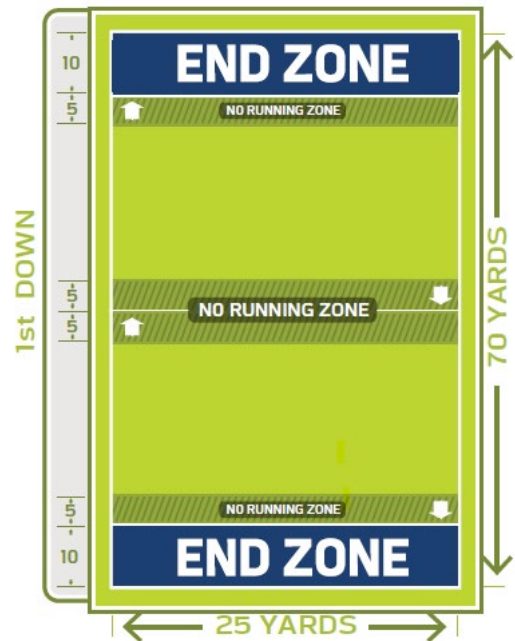 END ZONE
10
5
NO RUNNING ZONE
1st DOWN
5
5
NO RUNNING ZONE
70 YARDS
5
NO RUNNING ZONE
10
END ZONE
25 YARDS